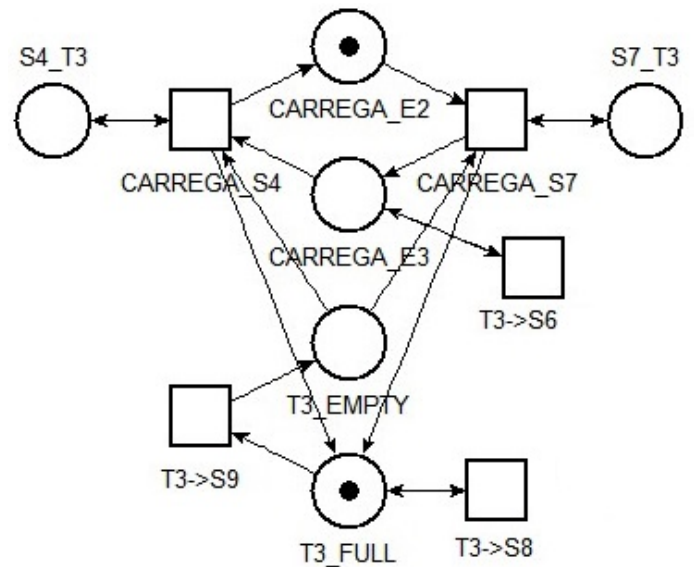 S4_T3
S7_T3
CARREGA_E2
CARREGA_S4
CARREGA_S7
CARREGA_E3
T3->S6
T3_EMPTY
T3->S9
T3_FULL
T3->S8